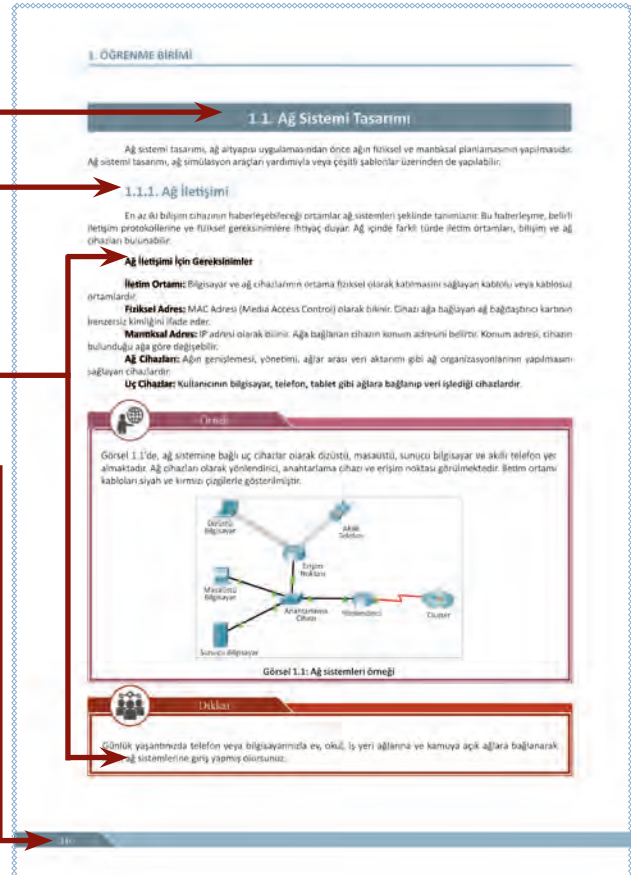 1. ÖĞRENME BİRİMİ
1.1. Ağ Sistemi Tasarımı
Ağ sistemi tasarımı, ağ altyapısı uygulamasından önce ağın fiziksel ve mantıksal planlamasının yapılmasıdır.
Ağ sistemi tasarımı, ağ simülasyon araçları yardımıyla veya çeşitli şablonlar üzerinden de yapılabilir.
1.1.1. Ağ İletişimi
En az iki bilişim cihazının haberleşebileceği ortamlar ağ sistemleri şeklinde tanımlanır. Bu haberleşme, belirli
iletişim protokollerine ve fiziksel gereksinimlere ihtiyaç duyar. Ağ içinde farklı türde iletim ortamları, bilişim ve ağ
cihazları bulunabilir.
Ağ İletişimi İçin Gereksinimler
İletim Ortamı: Bilgisayar ve ağ cihazlarının ortama fiziksel olarak katılmasını sağlayan kablolu veya kablosuz
ortamlardır.
Fiziksel Adres: MAC Adresi (Media Access Control) olarak bilinir. Cihazı ağa bağlayan ağ bağdaştırıcı kartının
benzersiz kimliğini ifade eder.
Mantıksal Adres: IP adresi olarak bilinir. Ağa bağlanan cihazın konum adresini belirtir. Konum adresi, cihazın
bulunduğu ağa göre değişebilir.
Ağ Cihazları: Ağın genişlemesi, yönetimi, ağlar arası veri aktarımı gibi ağ organizasyonlarının yapılmasını
sağlayan cihazlardır.
Uç Cihazlar: Kullanıcının bilgisayar, telefon, tablet gibi ağlara bağlanıp veri işlediği cihazlardır.
Örnek
Görsel 1.1'de, ağ sistemine bağlı uç cihazlar olarak dizüstü, masaüstü, sunucu bilgisayar ve akıllı telefon yer
almaktadır. Ağ cihazları olarak yönlendirici, anahtarlama cihazı ve erişim noktası görülmektedir. İletim ortamı
kabloları siyah ve kırmızı çizgilerle gösterilmiştir.
Dizüstü
Bilgisayar
Akıllı
Telefon
Erişim
Noktası
Masaüstü
Bilgisayar
Anahtarlama
Cihazı
Yönlendirici
Cluster
Sunucu Bilgisayar
Görsel 1.1: Ağ sistemleri örneği
Dikkat
Günlük yaşantınızda telefon veya bilgisayarınızla ev, okul, iş yeri ağlarına ve kamuya açık ağlara bağlanarak
ağ sistemlerine giriş yapmış olursunuz.